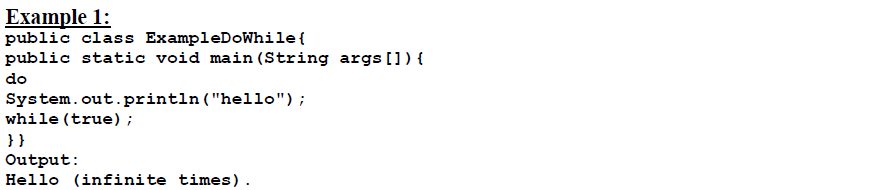 Example 1:
public class ExampleDoWhile{
public static void main(String args[]){
do
System.out.println("hello");
while(true);
}}
Output:
Hello (infinite times).